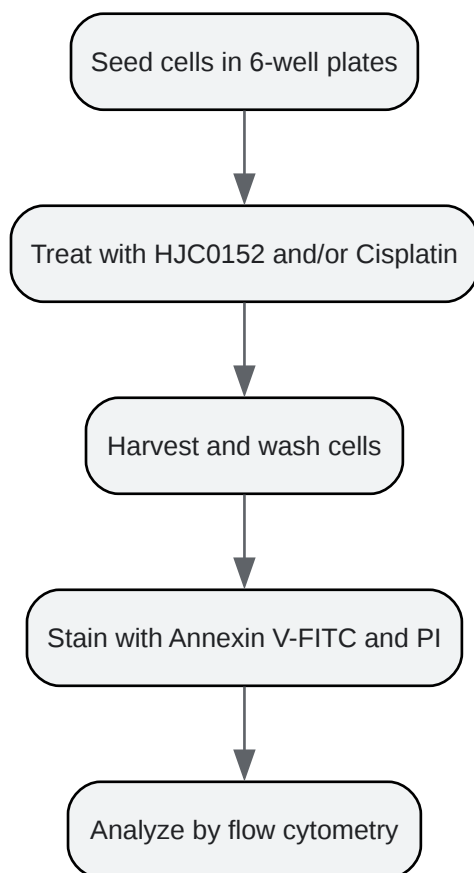 Seed cells in 6-well plates
Treat with HJC0152 and/or Cisplatin
Harvest and wash cells
Stain with Annexin V-FITC and PI
Analyze by flow cytometry